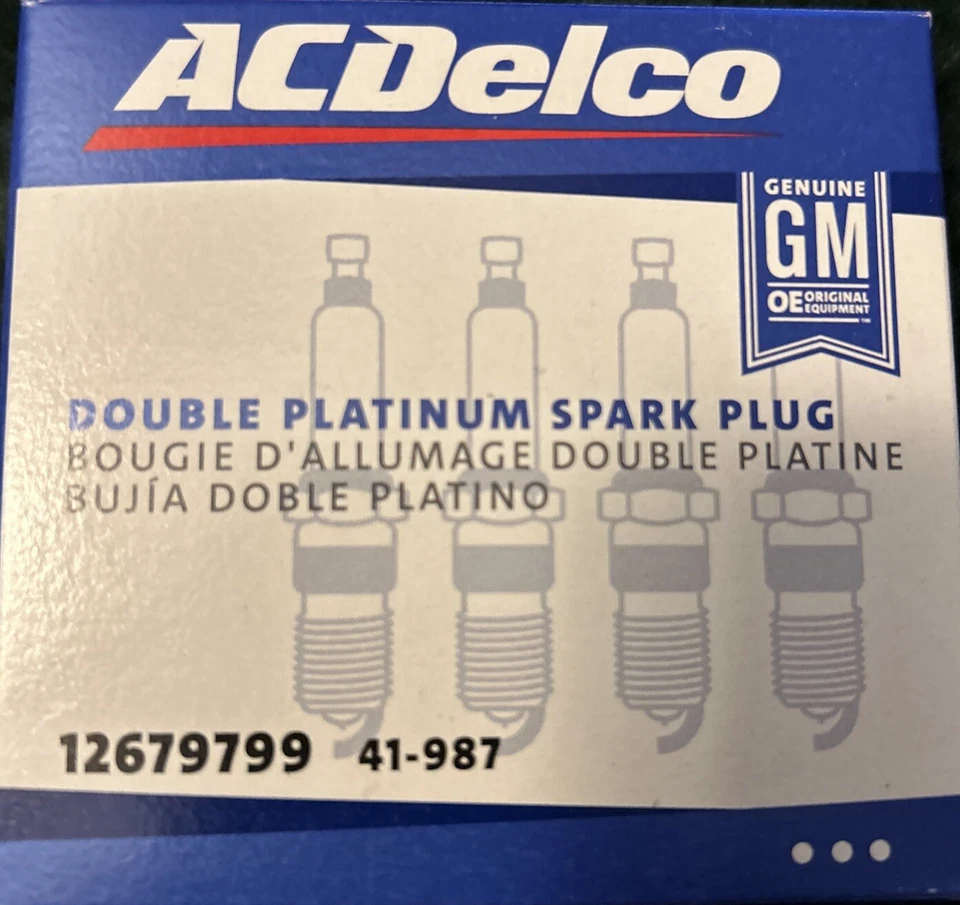 ACDelco
GENUINE
GM
OE ORIGINAL
EQUIPMENT
TM
DOUBLE PLATINUM SPARK PLUG
BOUGIE D'ALLUMAGE DOUBLE PLATINE
BUJÍA DOBLE PLATINO
12679799 41-987